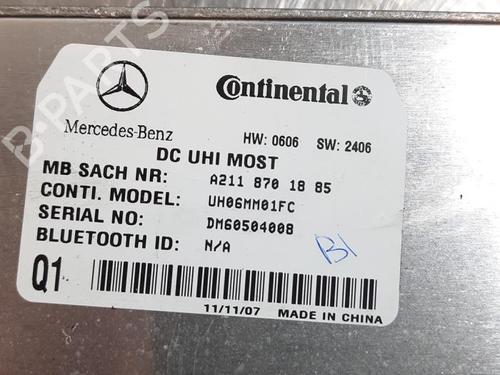 Continental
Mercedes-Benz
HW: 0606 SW: 2406
DC UHI MOST
MB SACH NR: A211 870 18 85
CONTI. MODEL: UH06MM01FC
SERIAL NO: DM60504008
BLUETOOTH ID: N/A
B1
Q1
11/11/07 MADE IN CHINA
B-PARTS